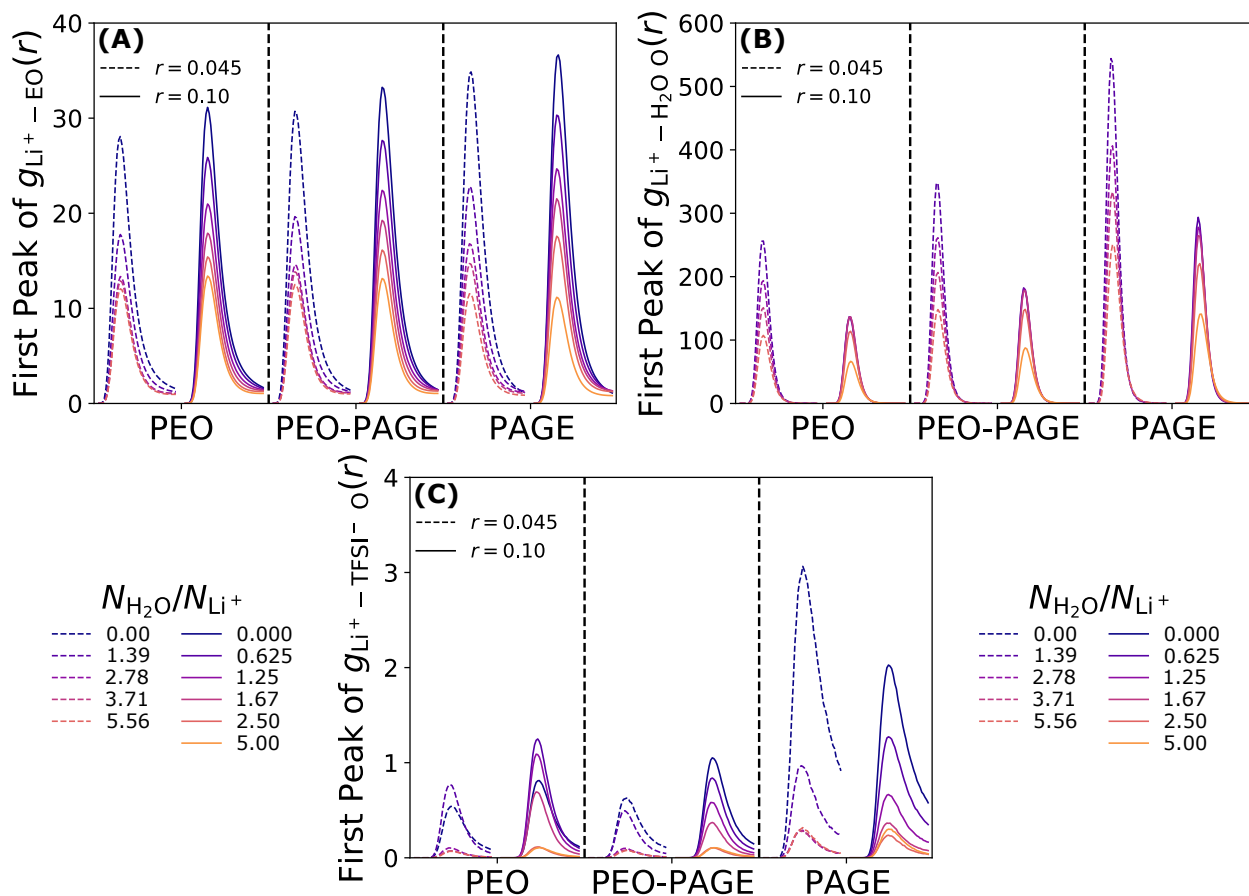 (A)
r = 0.045
r = 0.10
First Peak of g_{Li⁺ − EO}(r)
40
30
20
10
0
PEO PEO-PAGE PAGE
(B)
r = 0.045
r = 0.10
First Peak of g_{Li⁺ − H₂O O}(r)
600
500
400
300
200
100
0
PEO PEO-PAGE PAGE
(C)
r = 0.045
r = 0.10
First Peak of g_{Li⁺ − TFSI⁻ O}(r)
4
3
2
1
0
PEO PEO-PAGE PAGE
N_{H₂O}/N_{Li⁺}
0.00 0.000
1.39 0.625
2.78 1.25
3.71 1.67
5.56 2.50
5.00
N_{H₂O}/N_{Li⁺}
0.00 0.000
1.39 0.625
2.78 1.25
3.71 1.67
5.56 2.50
5.00